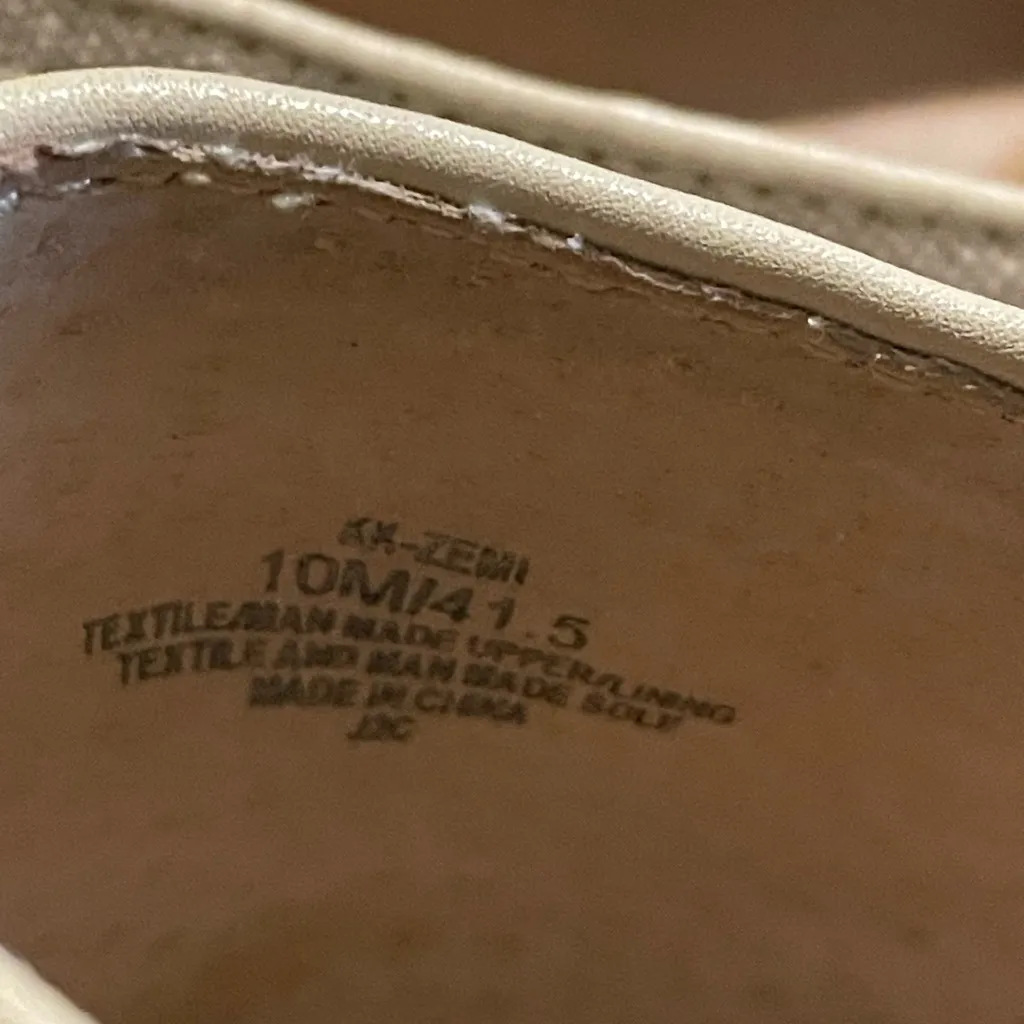 KK-ZEMI
10M/41.5
TEXTILE/MAN MADE UPPER/LINING
TEXTILE AND MAN MADE SOLE
MADE IN CHINA